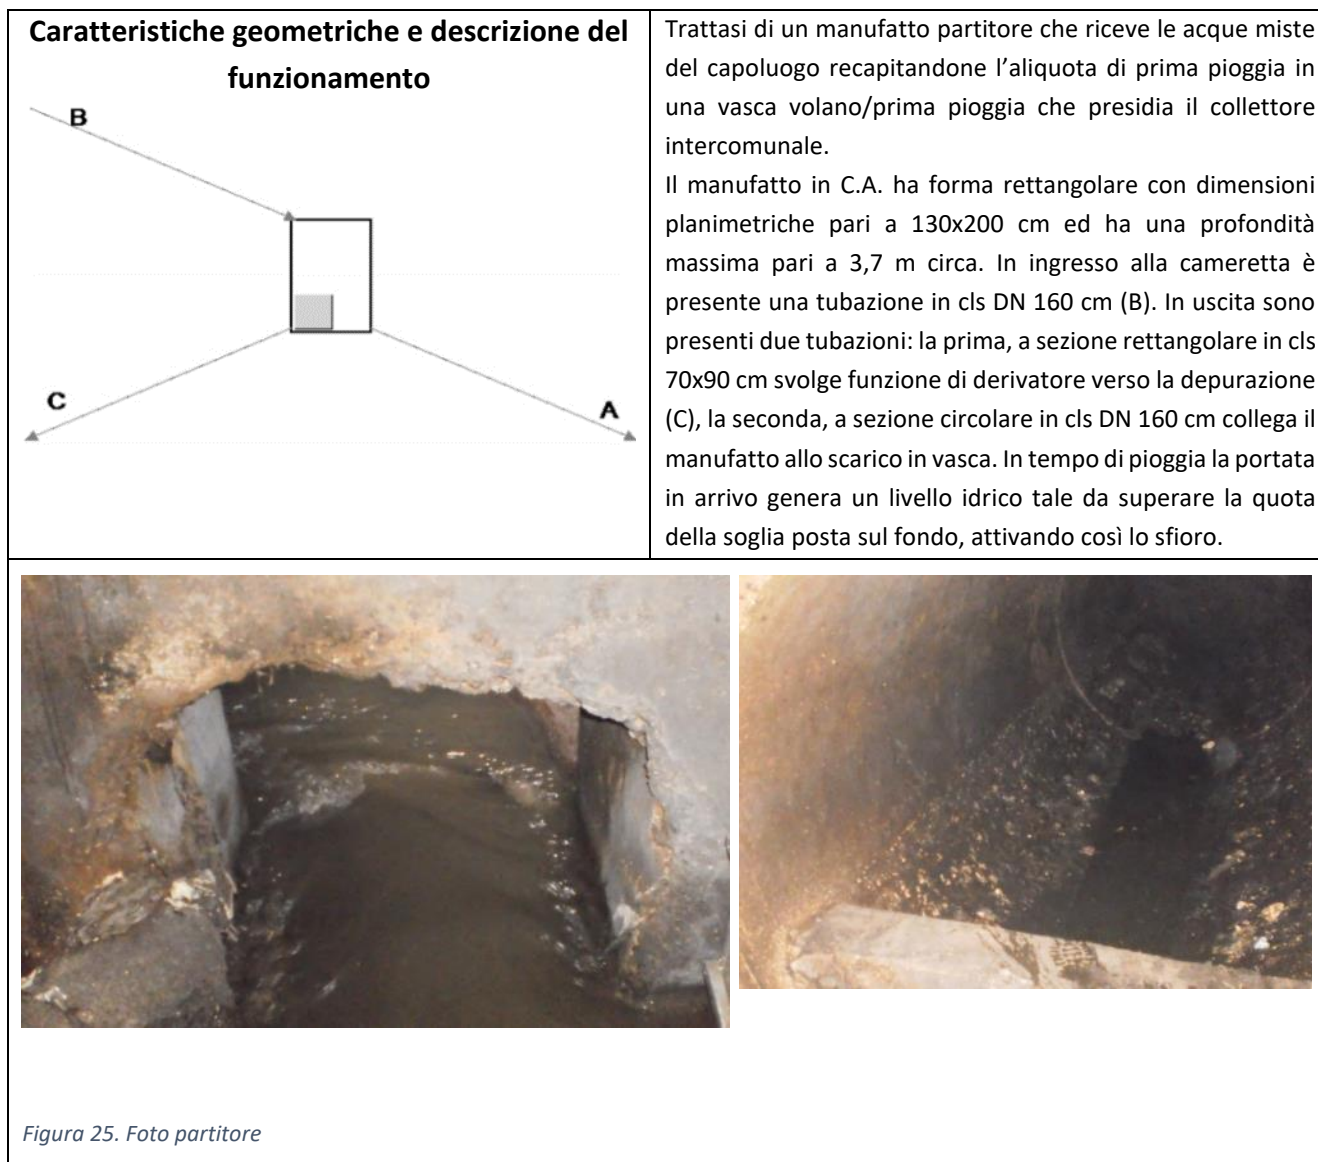 Caratteristiche geometriche e descrizione del
funzionamento
B
C
A
Trattasi di un manufatto partitore che riceve le acque miste
del capoluogo recapitandone l’aliquota di prima pioggia in
una vasca volano/prima pioggia che presidia il collettore
intercomunale.
Il manufatto in C.A. ha forma rettangolare con dimensioni
planimetriche pari a 130x200 cm ed ha una profondità
massima pari a 3,7 m circa. In ingresso alla cameretta è
presente una tubazione in cls DN 160 cm (B). In uscita sono
presenti due tubazioni: la prima, a sezione rettangolare in cls
70x90 cm svolge funzione di derivatore verso la depurazione
(C), la seconda, a sezione circolare in cls DN 160 cm collega il
manufatto allo scarico in vasca. In tempo di pioggia la portata
in arrivo genera un livello idrico tale da superare la quota
della soglia posta sul fondo, attivando così lo sfioro.
Figura 25. Foto partitore